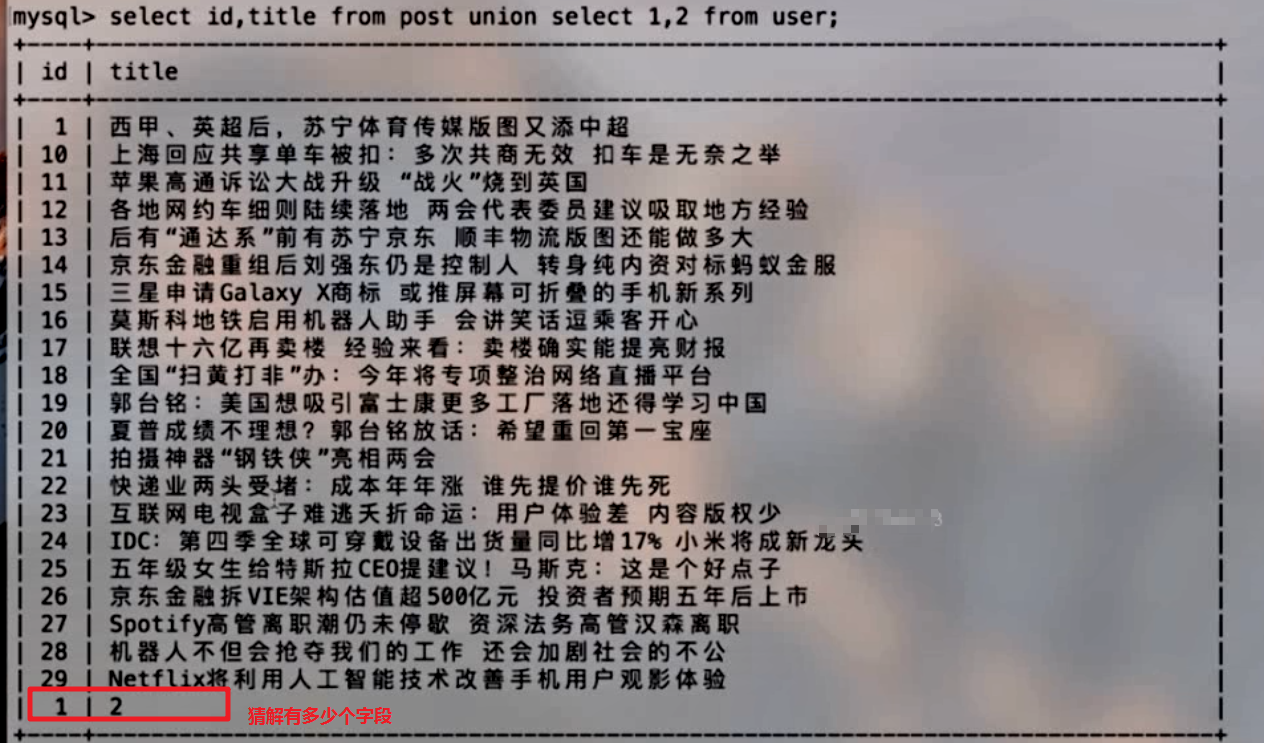 mysql> select id,title from post union select 1,2 from user;
+----+---------------------------------------------------------------------------------+
| id | title |
+----+---------------------------------------------------------------------------------+
| 1 | 西甲、英超后，苏宁体育传媒版图又添中超 |
| 10 | 上海回应共享单车被扣：多次共商无效 扣车是无奈之举 |
| 11 | 苹果高通诉讼大战升级 “战火”烧到英国 |
| 12 | 各地网约车细则陆续落地 两会代表委员建议吸取地方经验 |
| 13 | 后有“通达系”前有苏宁京东 顺丰物流版图还能做多大 |
| 14 | 京东金融重组后刘强东仍是控制人 转身纯内资对标蚂蚁金服 |
| 15 | 三星申请Galaxy X商标 或推屏幕可折叠的手机新系列 |
| 16 | 莫斯科地铁启用机器人助手 会讲笑话逗乘客开心 |
| 17 | 联想十六亿再卖楼 经验来看：卖楼确实能提亮财报 |
| 18 | 全国“扫黄打非”办：今年将专项整治网络直播平台 |
| 19 | 郭台铭：美国想吸引富士康更多工厂落地还得学习中国 |
| 20 | 夏普成绩不理想？郭台铭放话：希望重回第一宝座 |
| 21 | 拍摄神器“钢铁侠”亮相两会 |
| 22 | 快递业两头受堵：成本年年涨 谁先提价谁先死 |
| 23 | 互联网电视盒子难逃夭折命运：用户体验差 内容版权少 |
| 24 | IDC：第四季全球可穿戴设备出货量同比增17% 小米将成新龙头 |
| 25 | 五年级女生给特斯拉CEO提建议！马斯克：这是个好点子 |
| 26 | 京东金融拆VIE架构估值超500亿元 投资者预期五年后上市 |
| 27 | Spotify高管离职潮仍未停歇 资深法务高管汉森离职 |
| 28 | 机器人不但会抢夺我们的工作 还会加剧社会的不公 |
| 29 | Netflix将利用人工智能技术改善手机用户观影体验 |
| 1 | 2 |
猜解有多少个字段
+----+---------------------------------------------------------------------------------+